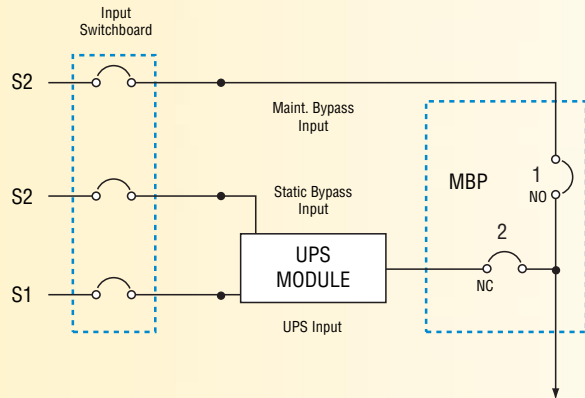 Input
Switchboard
S2
Maint. Bypass
Input
MBP
1
NO
S2
Static Bypass
Input
2
UPS
MODULE
NC
S1
UPS Input